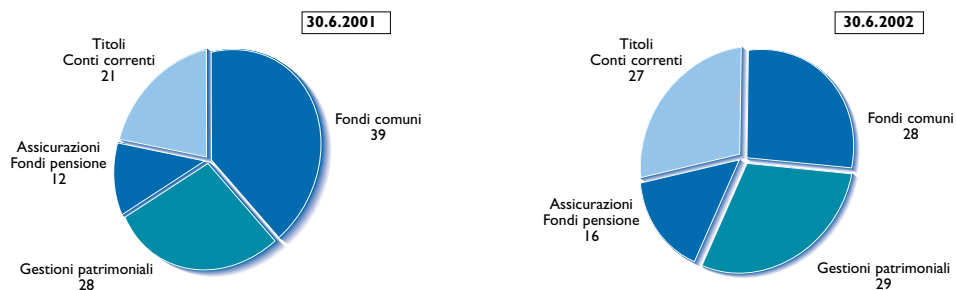 30.6.2001
Titoli
Conti correnti
21
Fondi comuni
39
Assicurazioni
Fondi pensione
12
Gestioni patrimoniali
28
30.6.2002
Titoli
Conti correnti
27
Fondi comuni
28
Assicurazioni
Fondi pensione
16
Gestioni patrimoniali
29